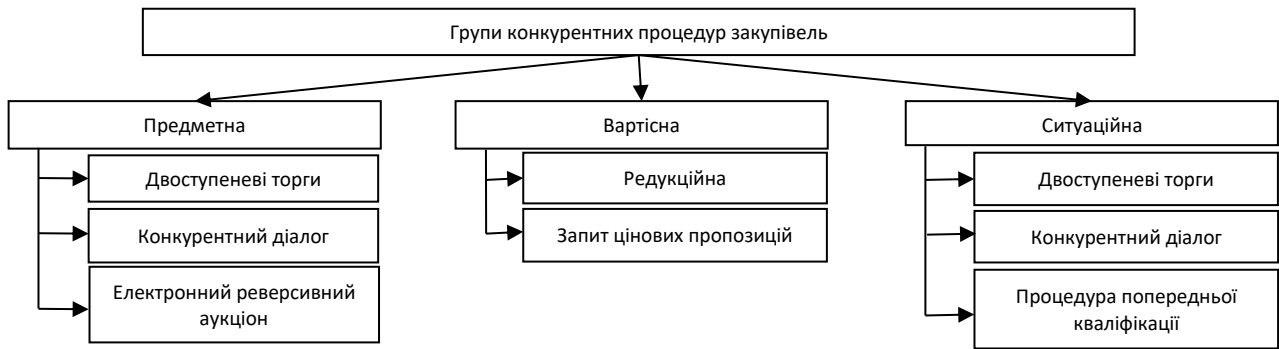 Групи конкурентних процедур закупівель
Предметна
Двоступеневі торги
Конкурентний діалог
Електронний реверсивний
аукціон
Вартісна
Редукційна
Запит цінових пропозицій
Ситуаційна
Двоступеневі торги
Конкурентний діалог
Процедура попередньої
кваліфікації